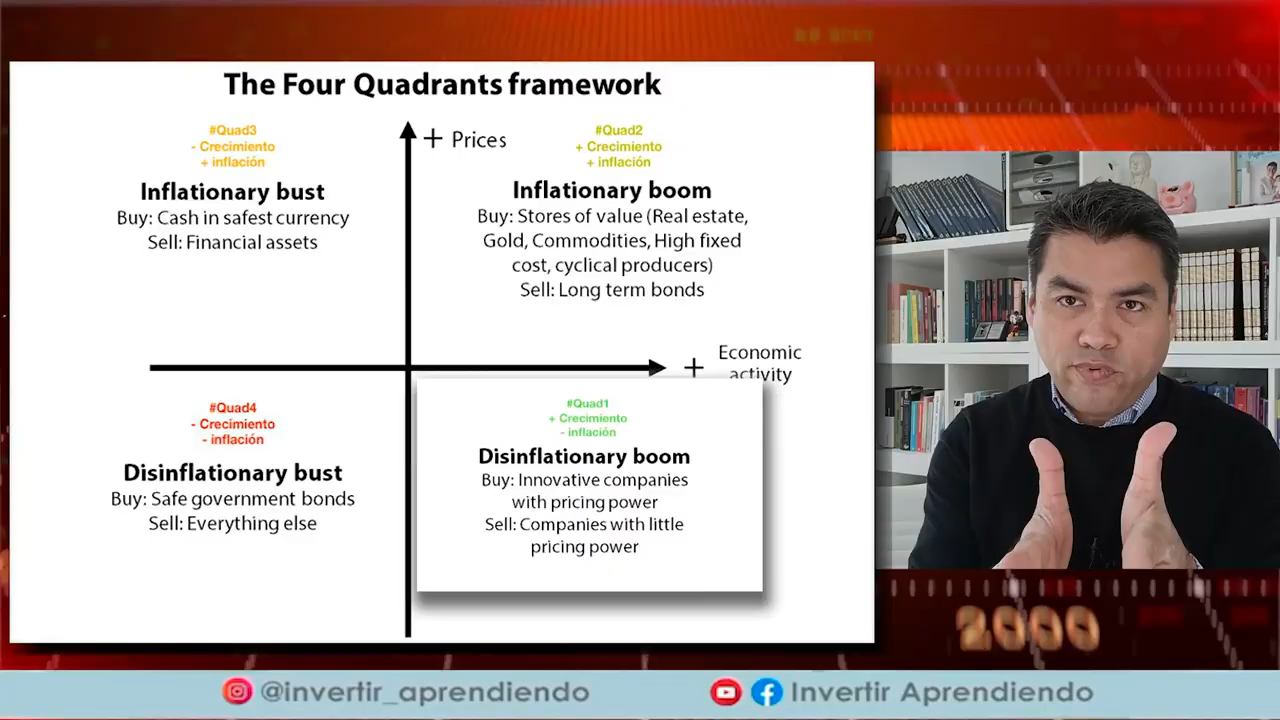 The Four Quadrants framework
#Quad3
- Crecimiento
+ inflación
Inflationary bust
Buy: Cash in safest currency
Sell: Financial assets
+ Prices
#Quad2
+ Crecimiento
+ inflación
Inflationary boom
Buy: Stores of value (Real estate,
Gold, Commodities, High fixed
cost, cyclical producers)
Sell: Long term bonds
+ Economic
activity
#Quad4
- Crecimiento
- inflación
Disinflationary bust
Buy: Safe government bonds
Sell: Everything else
#Quad1
+ Crecimiento
- inflación
Disinflationary boom
Buy: Innovative companies
with pricing power
Sell: Companies with little
pricing power
2000
@invertir_aprendiendo
Invertir Aprendiendo